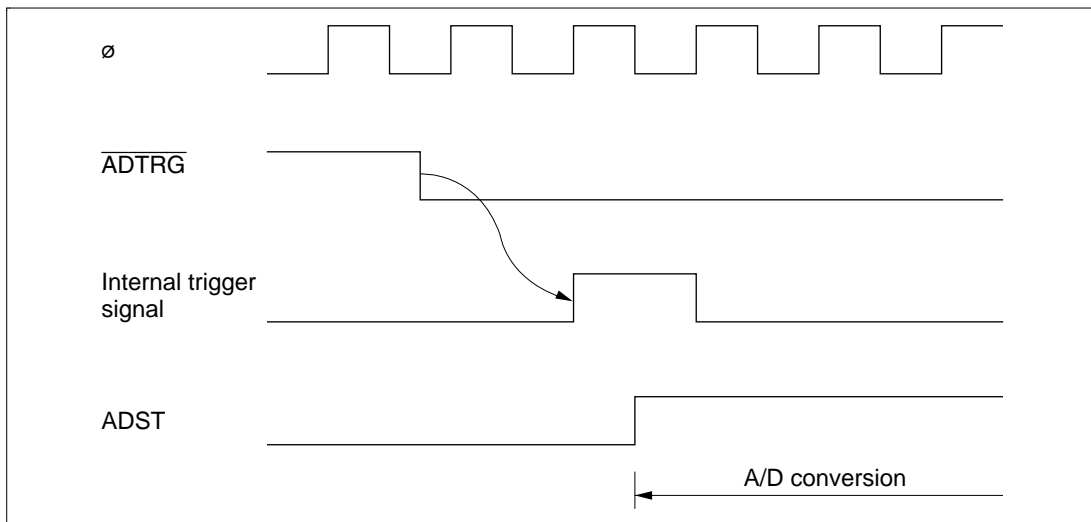 ø
ADTRG
Internal trigger
signal
ADST
A/D conversion